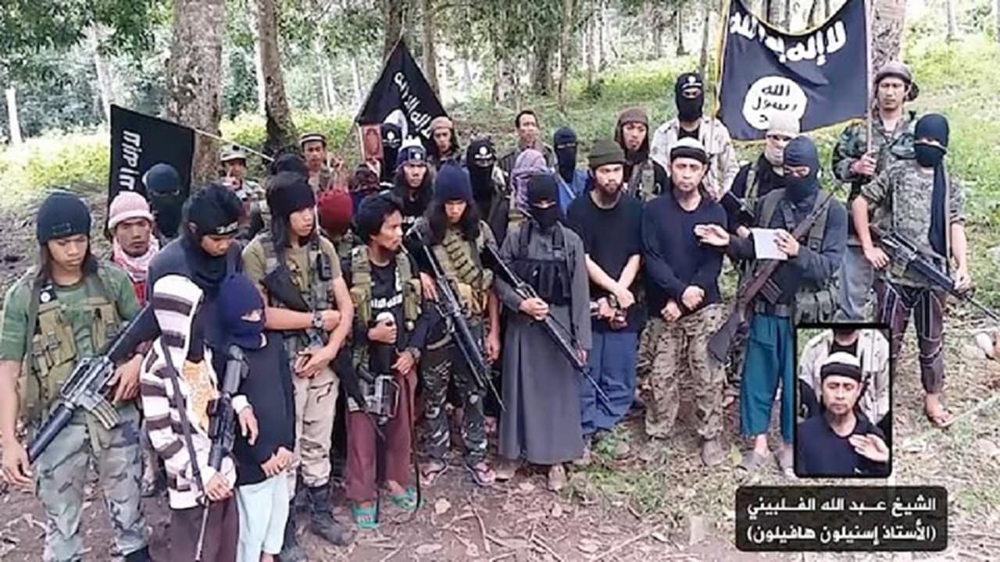 لا إله إلا الله
الله
رسول
الشيخ عبد الله الفلبيني
(الأستاذ إسنيلون هافيلون)